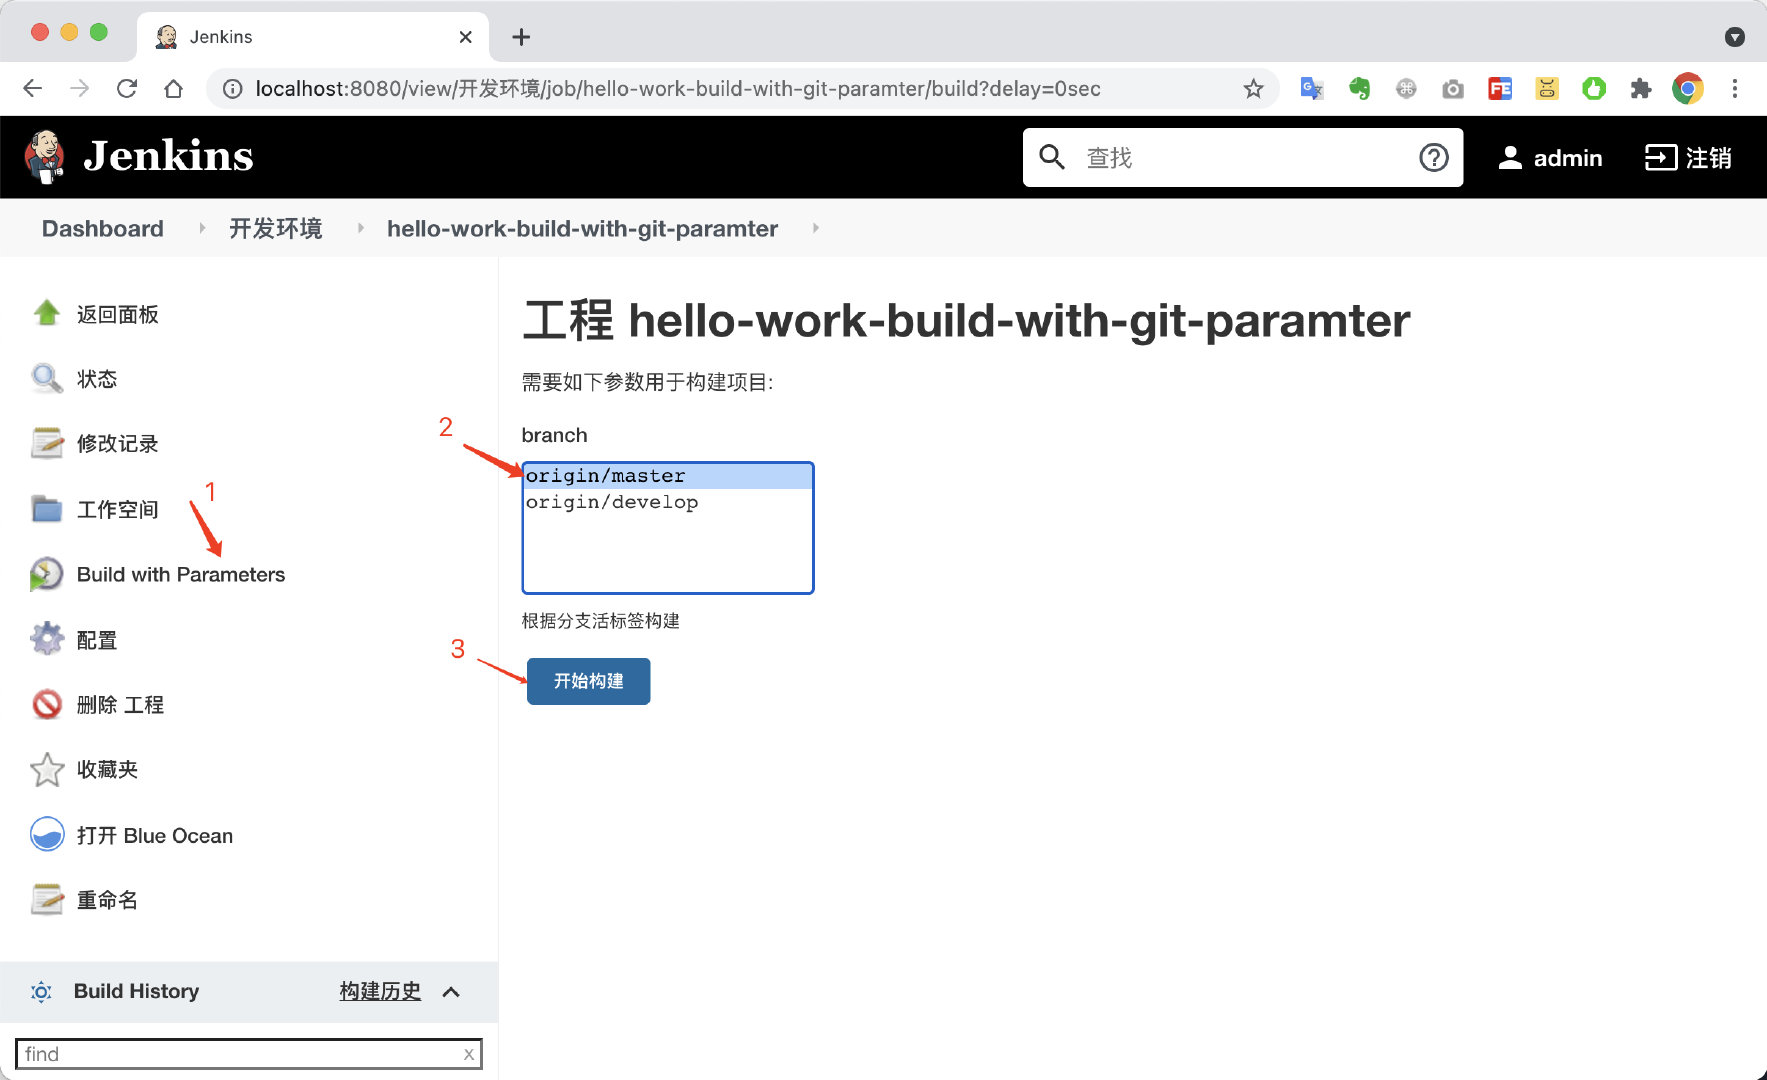 Jenkins
localhost:8080/view/开发环境/job/hello-work-build-with-git-paramter/build?delay=0sec
FE
Jenkins
查找
admin
注销
Dashboard
开发环境
hello-work-build-with-git-paramter
返回面板
状态
修改记录
工作空间
1
Build with Parameters
配置
删除 工程
收藏夹
打开 Blue Ocean
重命名
Build History
构建历史
find
x
工程 hello-work-build-with-git-paramter
需要如下参数用于构建项目:
2
branch
origin/master
origin/develop
根据分支活标签构建
3
开始构建